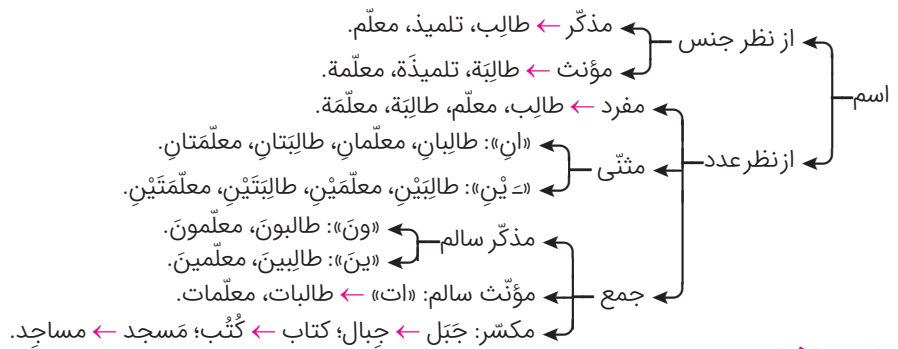 اسم
از نظر جنس
مذکّر ← طالِب، تلمیذ، معلّم.
مؤنث ← طالِبَة، تلمیذَة، معلّمة.
از نظر عدد
مفرد ← طالِب، معلّم، طالِبَة، معلّمَة.
مثنّی
«انِ»: طالِبانِ، معلّمانِ، طالِبَتانِ، معلّمَتانِ.
«ـَ یْنِ»: طالِبَیْنِ، معلّمَیْنِ، طالِبَتَیْنِ، معلّمَتَیْنِ.
جمع
مذکّر سالم
«ونَ»: طالبونَ، معلّمونَ.
«ینَ»: طالِبینَ، معلّمینَ.
مؤنّث سالم: «ات» ← طالبات، معلّمات.
مکسّر: جَبَل ← جِبال؛ کتاب ← کُتُب؛ مَسجد ← مساجِد.